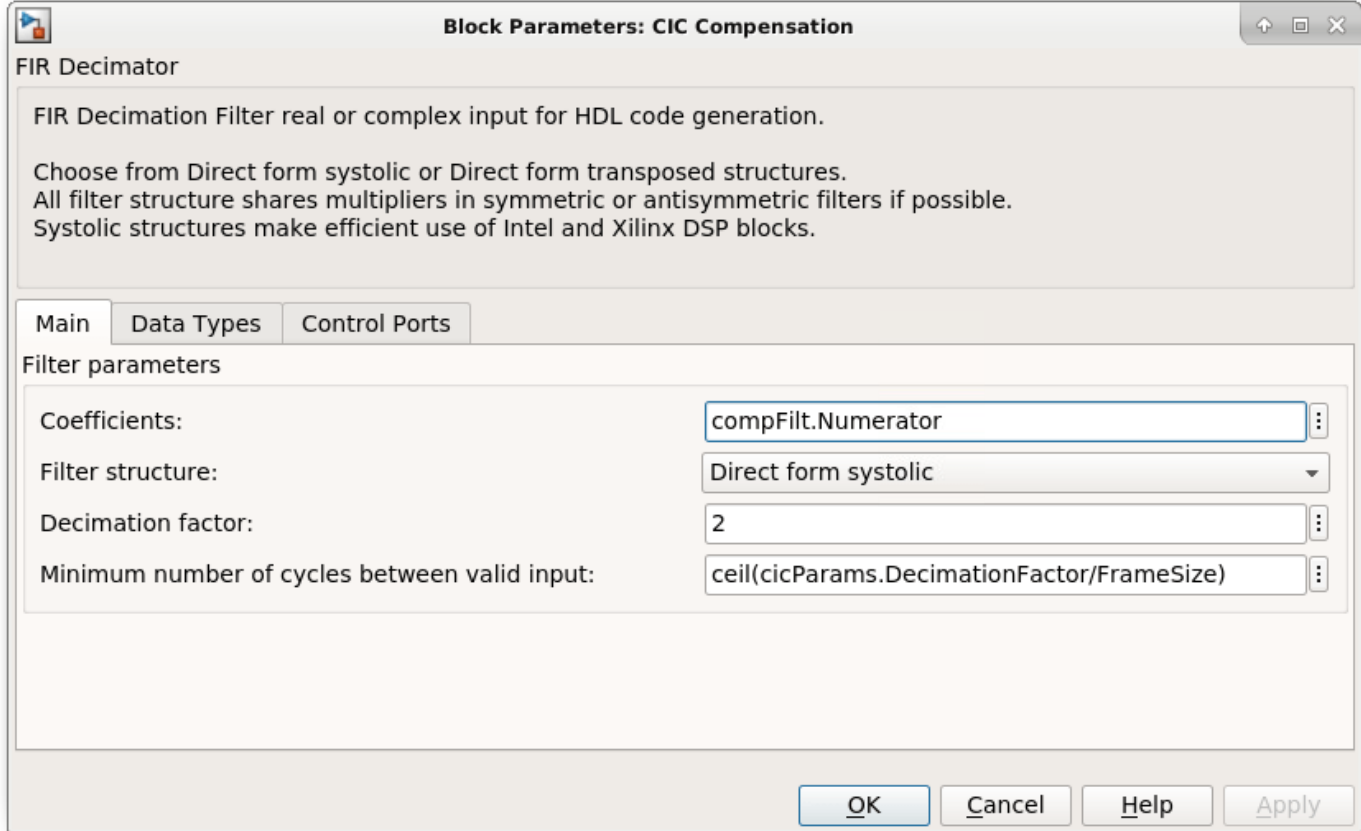 Block Parameters: CIC Compensation
FIR Decimator
FIR Decimation Filter real or complex input for HDL code generation.
Choose from Direct form systolic or Direct form transposed structures.
All filter structure shares multipliers in symmetric or antisymmetric filters if possible.
Systolic structures make efficient use of Intel and Xilinx DSP blocks.
Main Data Types Control Ports
Filter parameters
Coefficients: compFilt.Numerator
Filter structure: Direct form systolic
Decimation factor: 2
Minimum number of cycles between valid input: ceil(cicParams.DecimationFactor/FrameSize)
OK Cancel Help Apply